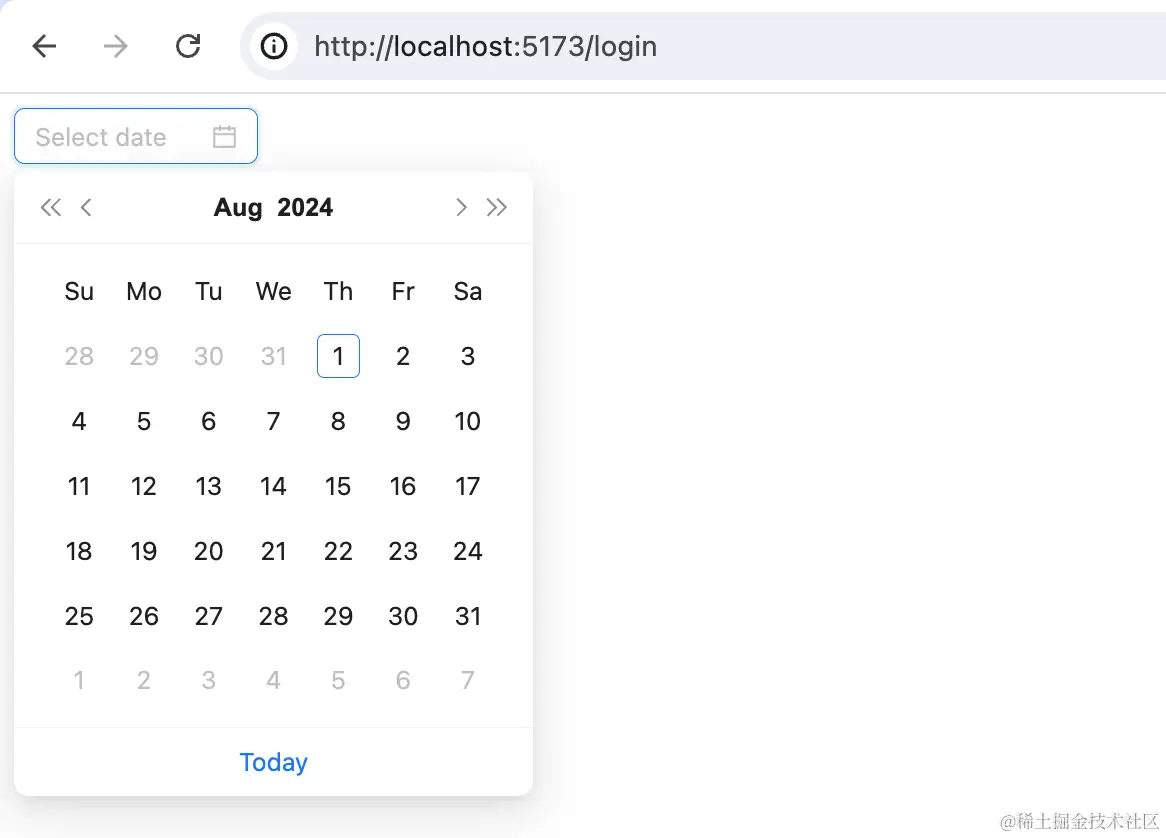 http://localhost:5173/login
Select date
Aug 2024
Su Mo Tu We Th Fr Sa
28 29 30 31 1 2 3
4 5 6 7 8 9 10
11 12 13 14 15 16 17
18 19 20 21 22 23 24
25 26 27 28 29 30 31
1 2 3 4 5 6 7
Today
@稀土掘金技术社区